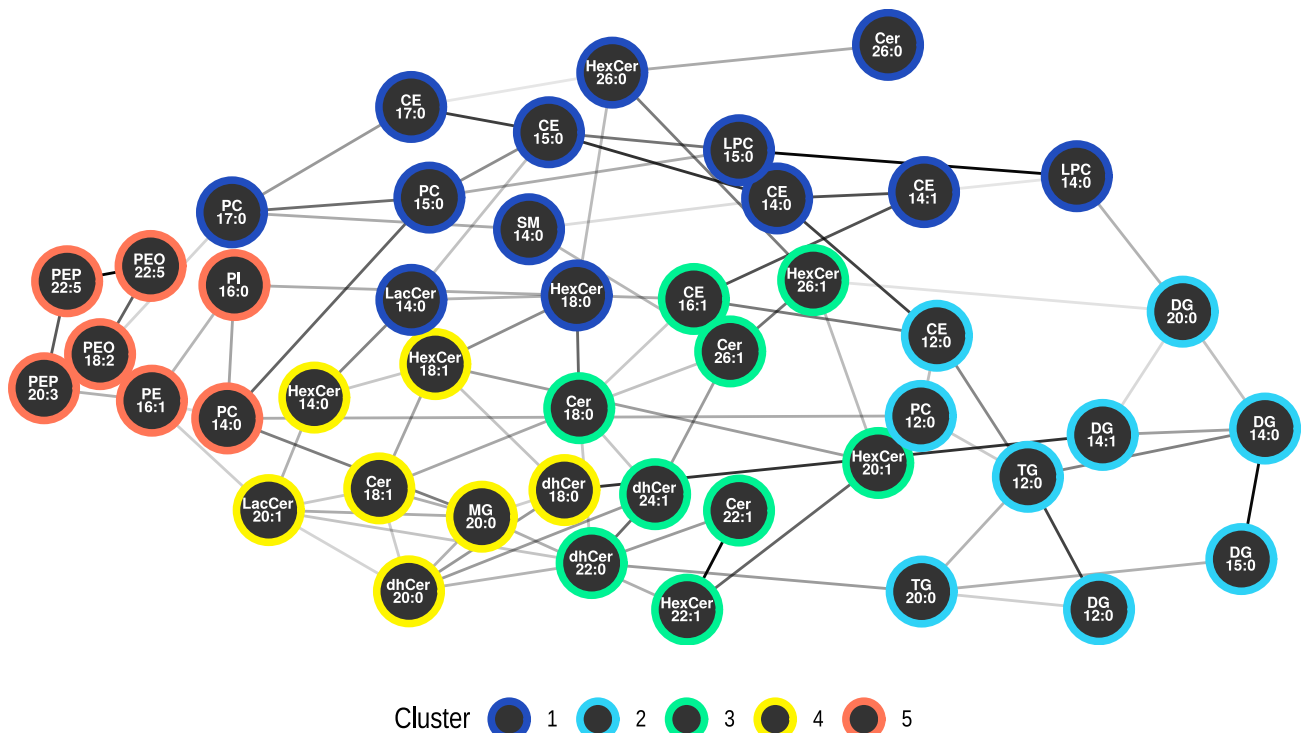 Cer
26:0
HexCer
26:0
CE
17:0
CE
15:0
LPC
15:0
LPC
14:0
CE
14:1
CE
14:0
PC
15:0
PC
17:0
SM
14:0
PEO
22:5
PEP
22:5
PI
16:0
LacCer
14:0
HexCer
18:0
CE
16:1
HexCer
26:1
DG
20:0
CE
12:0
PEO
18:2
Cer
26:1
HexCer
18:1
PEP
20:3
PE
16:1
HexCer
14:0
PC
14:0
Cer
18:0
PC
12:0
DG
14:1
DG
14:0
HexCer
20:1
TG
12:0
Cer
18:1
dhCer
18:0
dhCer
24:1
LacCer
20:1
MG
20:0
Cer
22:1
dhCer
22:0
DG
15:0
dhCer
20:0
TG
20:0
HexCer
22:1
DG
12:0
Cluster 1 2 3 4 5